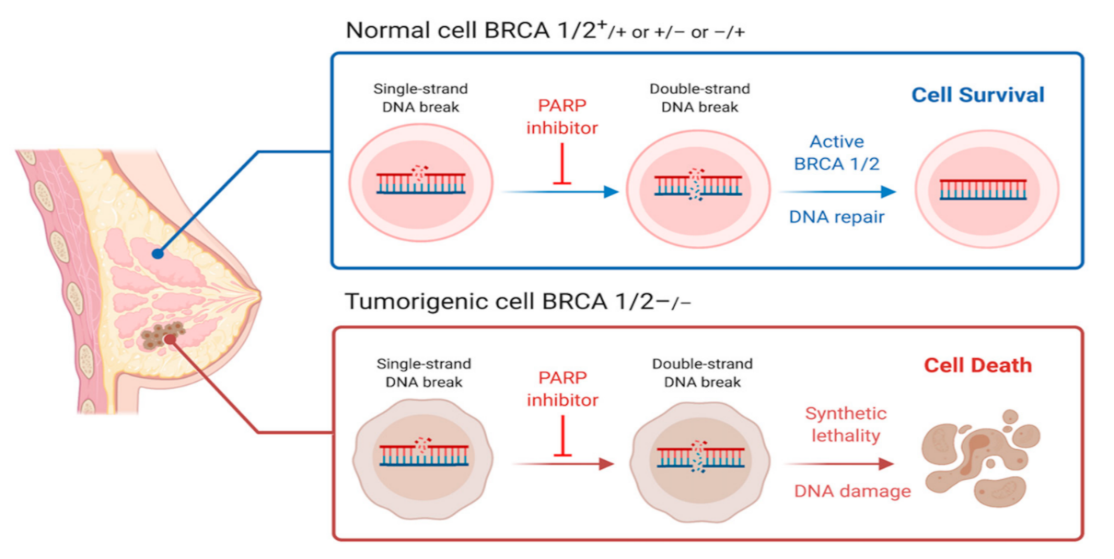 Normal cell BRCA 1/2⁺/+ or +/− or −/+
Single-strand
DNA break
PARP
inhibitor
Double-strand
DNA break
Active
BRCA 1/2
DNA repair
Cell Survival
Tumorigenic cell BRCA 1/2−/−
Single-strand
DNA break
PARP
inhibitor
Double-strand
DNA break
Synthetic
lethality
DNA damage
Cell Death